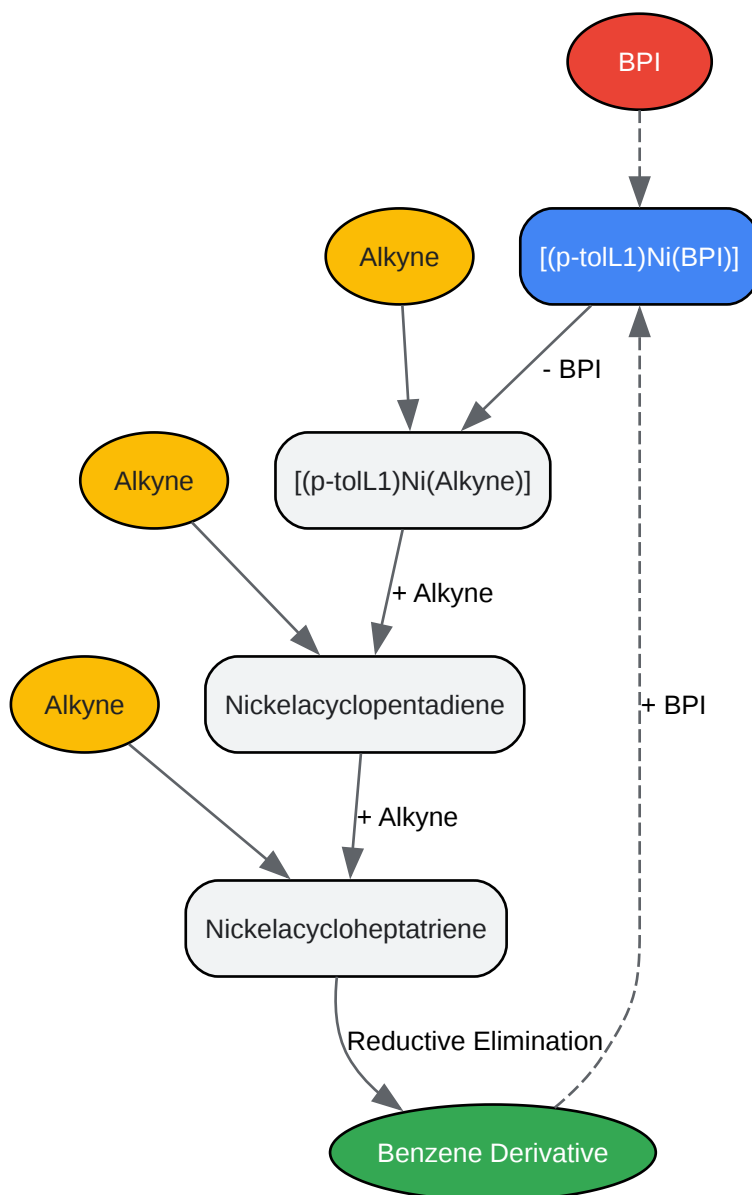 BPI
Alkyne
[(p-tolL1)Ni(BPI)]
- BPI
Alkyne
[(p-tolL1)Ni(Alkyne)]
+ Alkyne
Alkyne
Nickelacyclopentadiene
+ BPI
+ Alkyne
Nickelacycloheptatriene
Reductive Elimination
Benzene Derivative